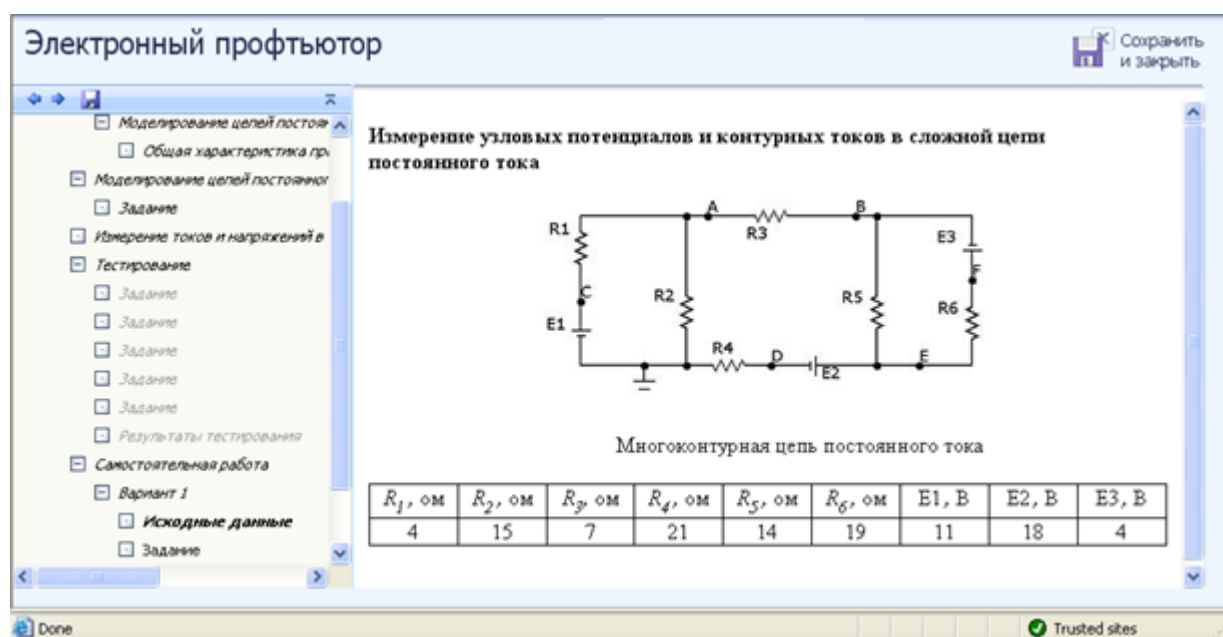 Электронный профтьютор
Сохранить
и закрыть
Моделирование цепей постоян
Общая характеристика пр
Моделирование цепей постоянног
Задание
Измерение токов и напряжений в
Тестирование
Задание
Задание
Задание
Задание
Задание
Результаты тестирования
Самостоятельная работа
Вариант 1
Исходные данные
Задание
Измерение узловых потенциалов и контурных токов в сложной цепи
постоянного тока
A B
R1 R3 E3
C F
R2 R5 R6
E1
R4 D E
E2
Многоконтурная цепь постоянного тока
R1, ом R2, ом R3, ом R4, ом R5, ом R6, ом E1, В E2, В E3, В
4 15 7 21 14 19 11 18 4
Done Trusted sites